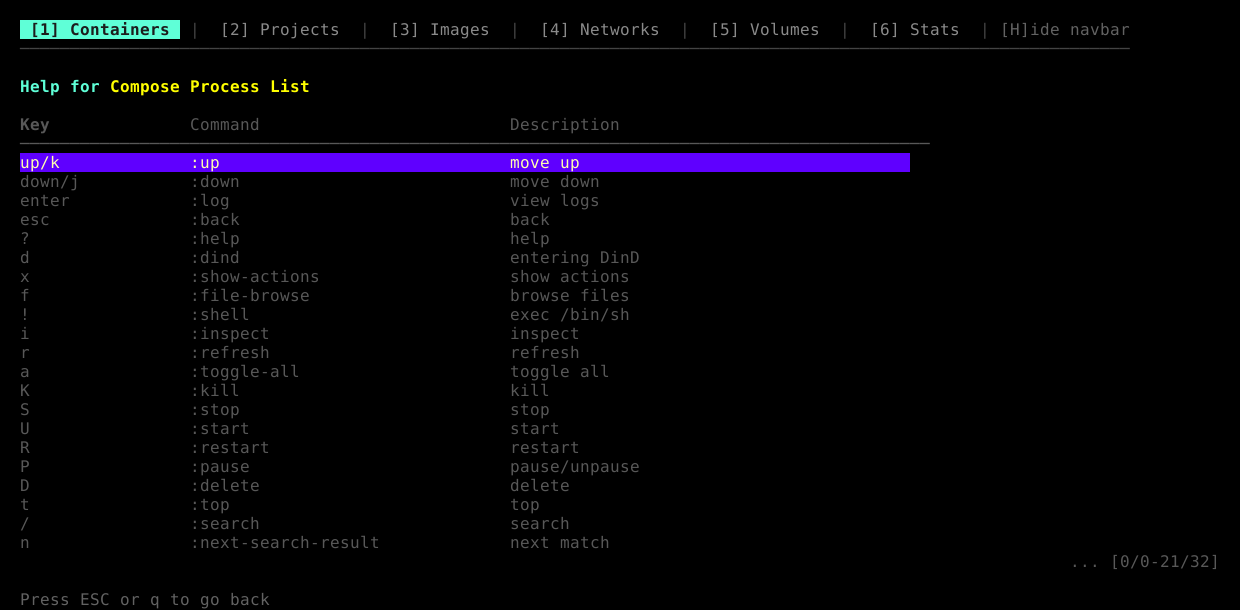 [1] Containers | [2] Projects | [3] Images | [4] Networks | [5] Volumes | [6] Stats | [H]ide navbar
Help for Compose Process List
Key Command Description
up/k :up move up
down/j :down move down
enter :log view logs
esc :back back
? :help help
d :dind entering DinD
x :show-actions show actions
f :file-browse browse files
! :shell exec /bin/sh
i :inspect inspect
r :refresh refresh
a :toggle-all toggle all
K :kill kill
S :stop stop
U :start start
R :restart restart
P :pause pause/unpause
D :delete delete
t :top top
/ :search search
n :next-search-result next match
... [0/0-21/32]
Press ESC or q to go back